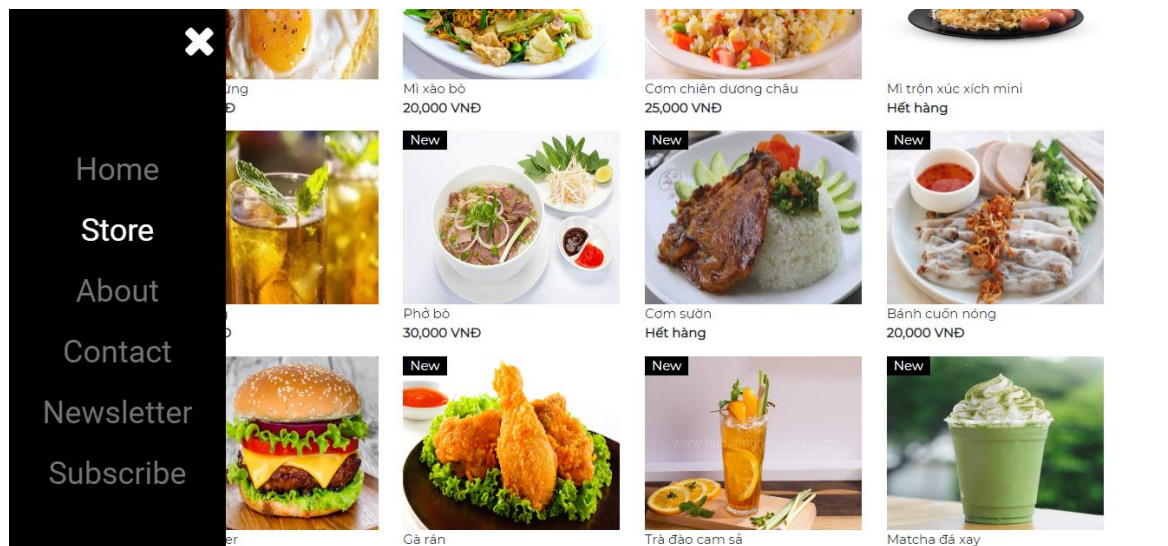 Home
Store
About
Contact
Newsletter
Subscribe
Mì xào bò
20,000 VNĐ
Cơm chiên dương châu
25,000 VNĐ
Mì trộn xúc xích mini
Hết hàng
New
Phở bò
30,000 VNĐ
New
Cơm sườn
Hết hàng
New
Bánh cuốn nóng
20,000 VNĐ
New
Gà rán
New
Trà đào cam sả
New
Matcha đá xay